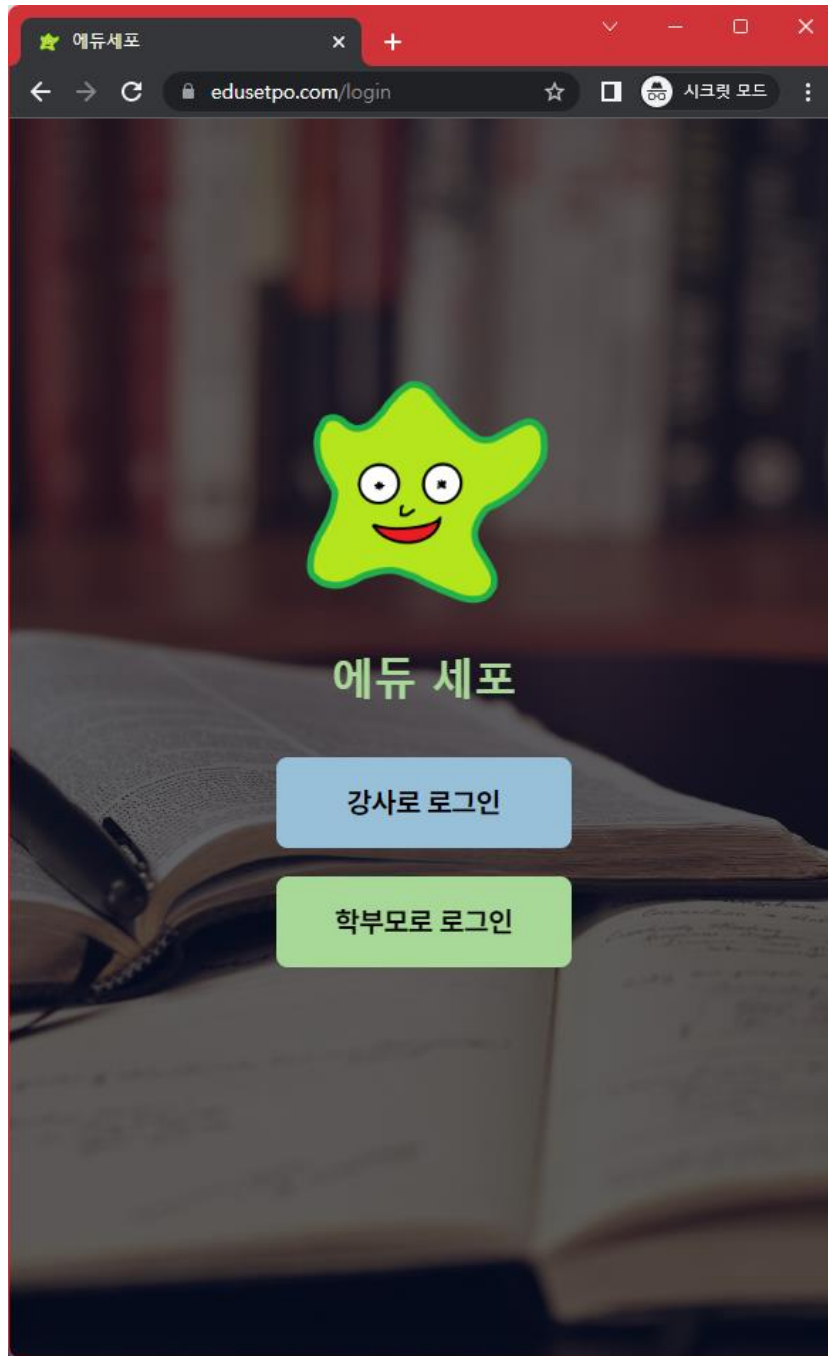 에듀세포
edusetpo.com/login
시크릿 모드
에듀 세포
강사로 로그인
학부모로 로그인